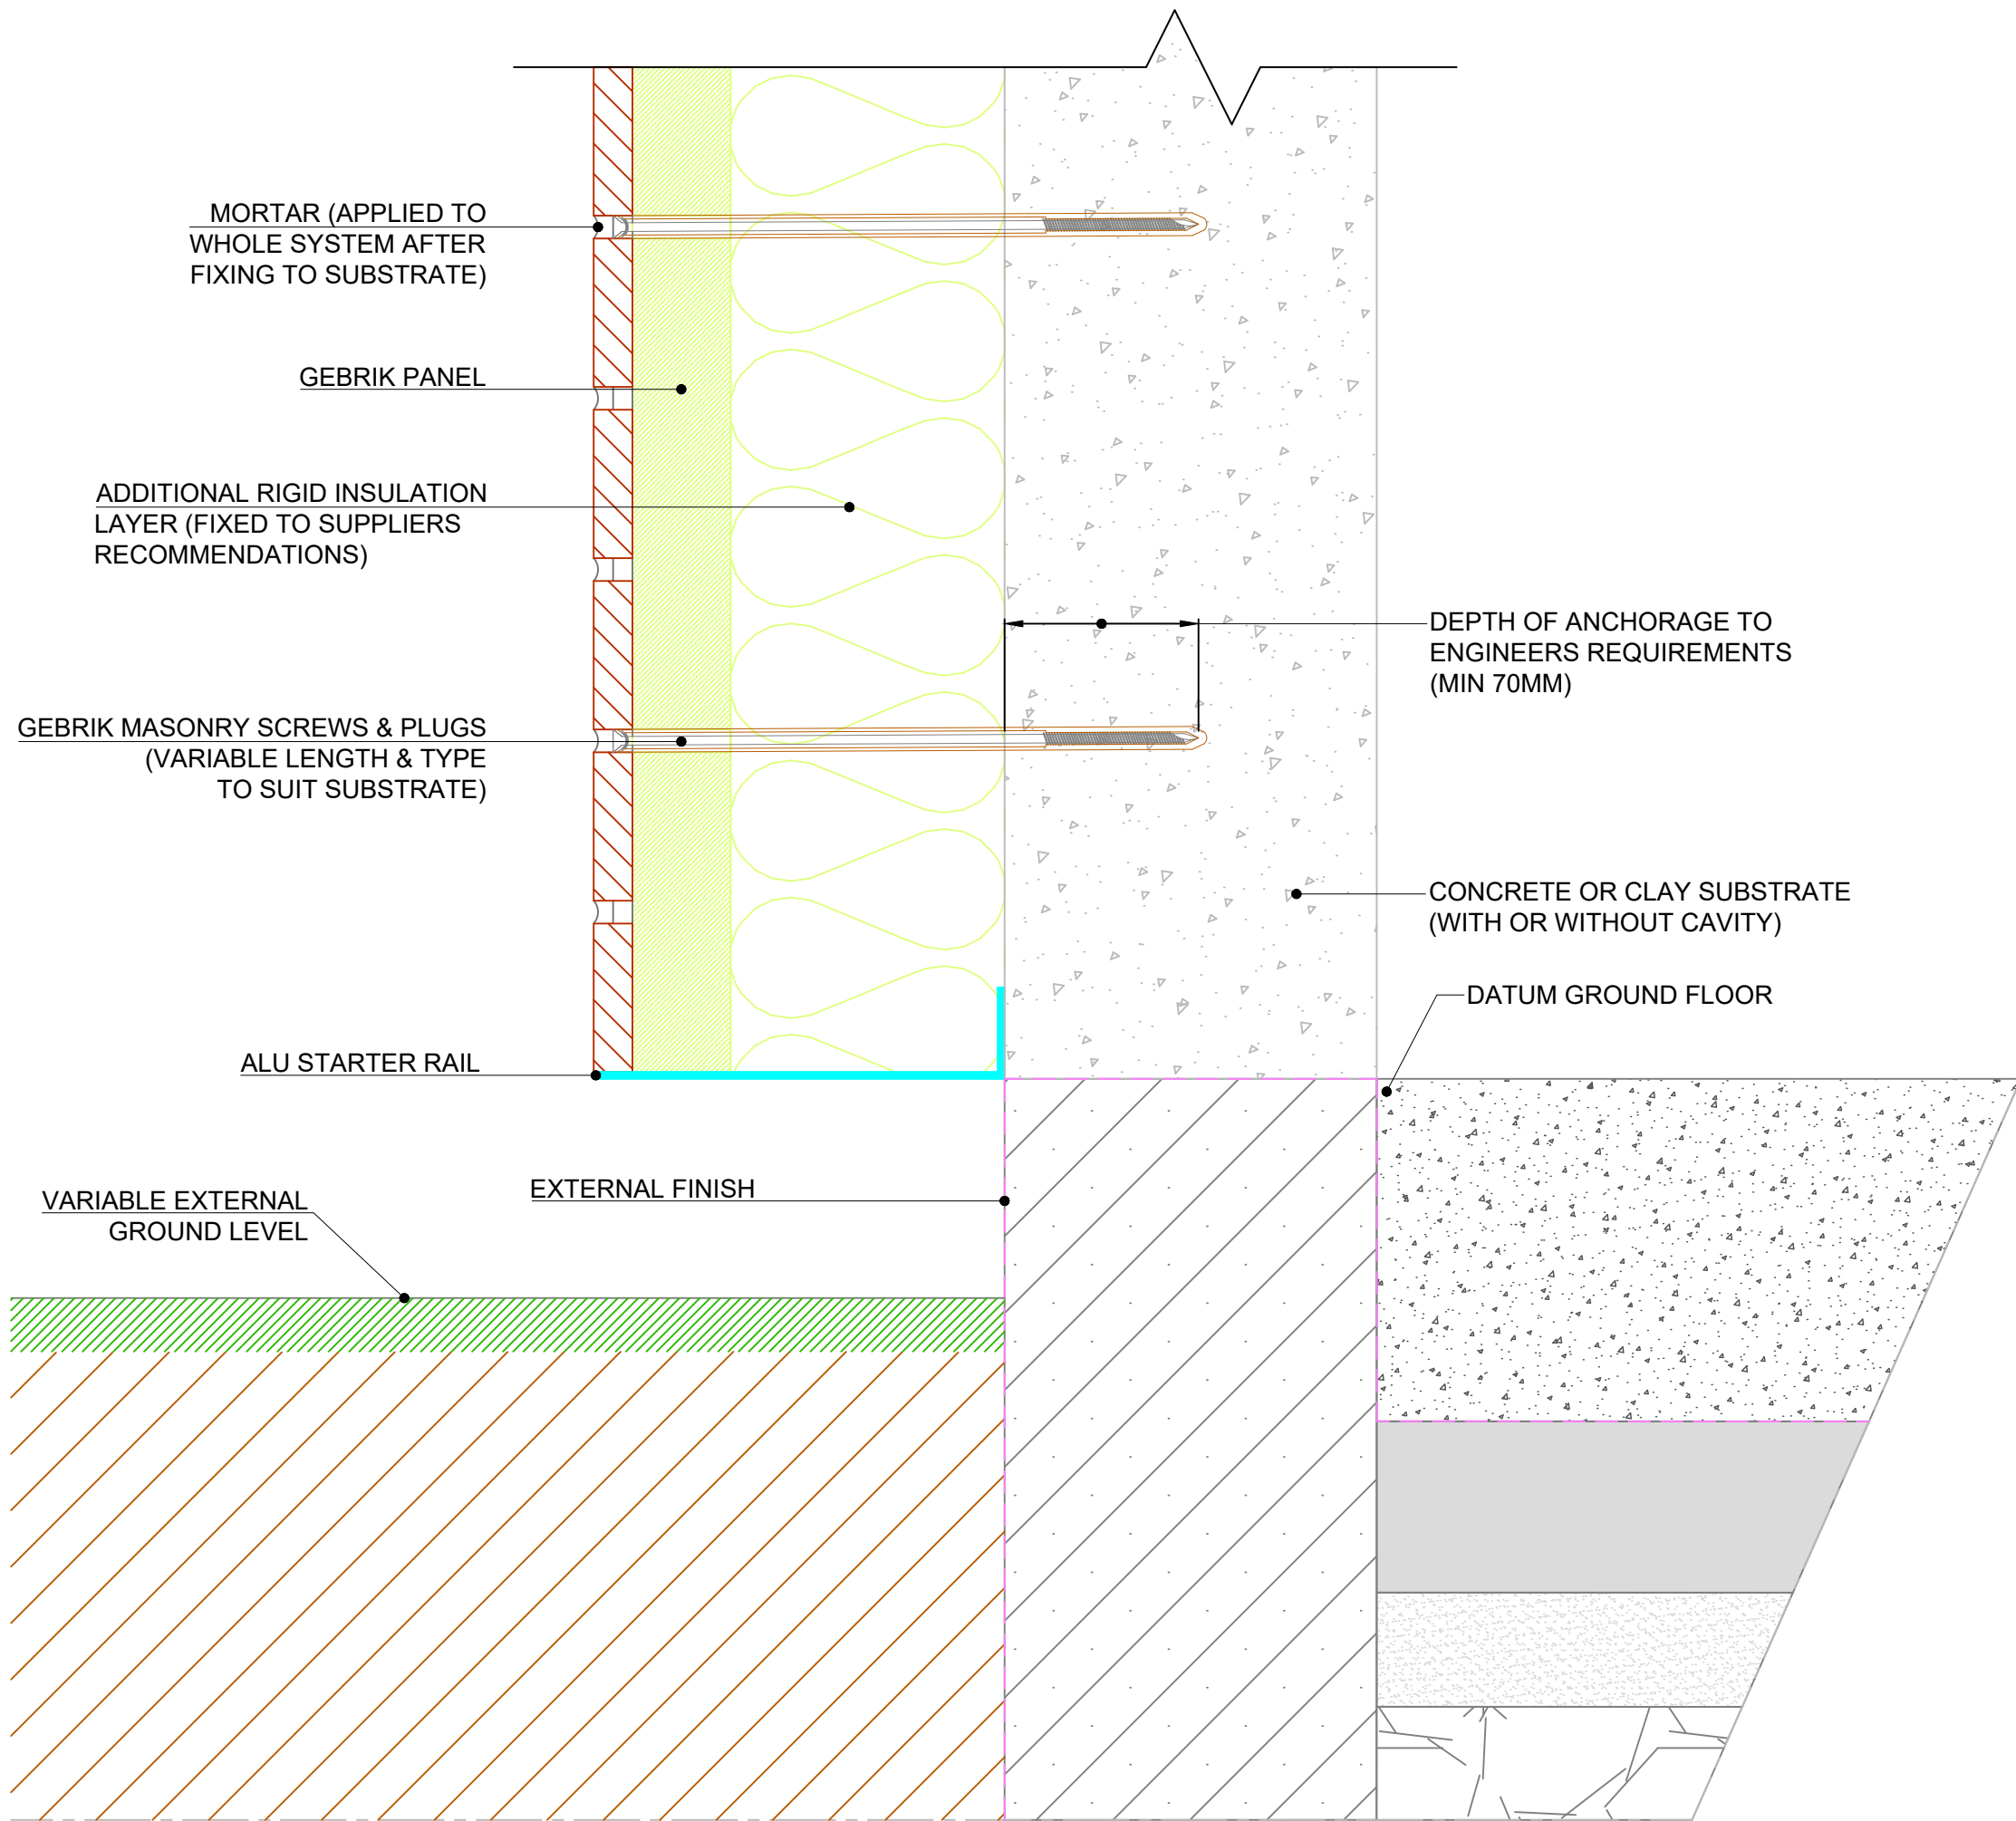 MORTAR (APPLIED TO
WHOLE SYSTEM AFTER
FIXING TO SUBSTRATE)
GEBRIK PANEL
ADDITIONAL RIGID INSULATION
LAYER (FIXED TO SUPPLIERS
RECOMMENDATIONS)
DEPTH OF ANCHORAGE TO
ENGINEERS REQUIREMENTS
(MIN 70MM)
GEBRIK MASONRY SCREWS & PLUGS
(VARIABLE LENGTH & TYPE
TO SUIT SUBSTRATE)
CONCRETE OR CLAY SUBSTRATE
(WITH OR WITHOUT CAVITY)
DATUM GROUND FLOOR
ALU STARTER RAIL
EXTERNAL FINISH
VARIABLE EXTERNAL
GROUND LEVEL